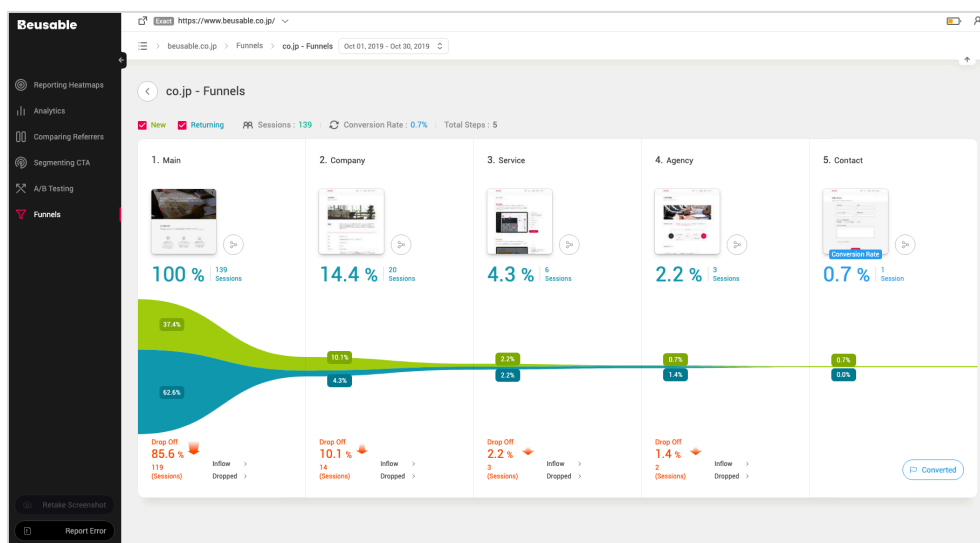 Beusable
Exact https://www.beusable.co.jp/
beusable.co.jp > Funnels > co.jp - Funnels Oct 01, 2019 - Oct 30, 2019
Reporting Heatmaps
Analytics
Comparing Referrers
Segmenting CTA
A/B Testing
Funnels
Retake Screenshot
Report Error
co.jp - Funnels
New Returning Sessions : 139 Conversion Rate : 0.7% Total Steps : 5
1. Main
100 % 139 Sessions
37.4%
62.6%
Drop Off
85.6 %
119
(Sessions)
Inflow >
Dropped >
2. Company
14.4 % 20 Sessions
10.1%
4.3%
Drop Off
10.1 %
14
(Sessions)
Inflow >
Dropped >
3. Service
4.3 % 6 Sessions
2.2%
2.2%
Drop Off
2.2 %
3
(Sessions)
Inflow >
Dropped >
4. Agency
2.2 % 3 Sessions
0.7%
1.4%
Drop Off
1.4 %
2
(Sessions)
Inflow >
Dropped >
5. Contact
Conversion Rate
0.7 % 1 Session
0.7%
0.0%
Converted